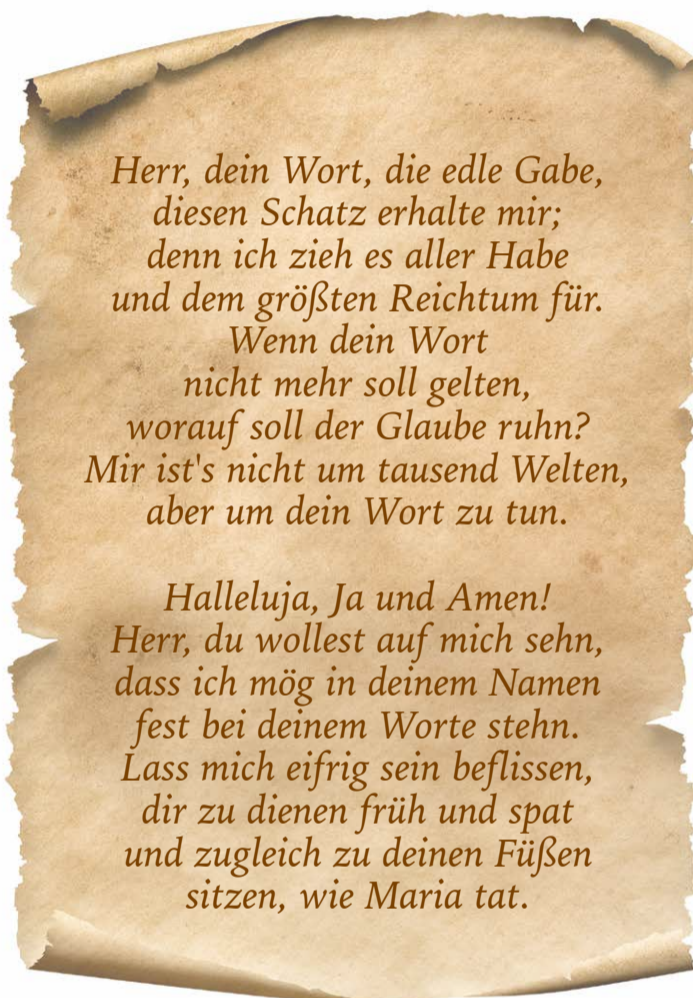 Herr, dein Wort, die edle Gabe,
diesen Schatz erhalte mir;
denn ich zieh es aller Habe
und dem größten Reichtum für.
Wenn dein Wort
nicht mehr soll gelten,
worauf soll der Glaube ruhn?
Mir ist's nicht um tausend Welten,
aber um dein Wort zu tun.
Halleluja, Ja und Amen!
Herr, du wollest auf mich sehn,
dass ich mög in deinem Namen
fest bei deinem Worte stehn.
Lass mich eifrig sein beflissen,
dir zu dienen früh und spat
und zugleich zu deinen Füßen
sitzen, wie Maria tat.